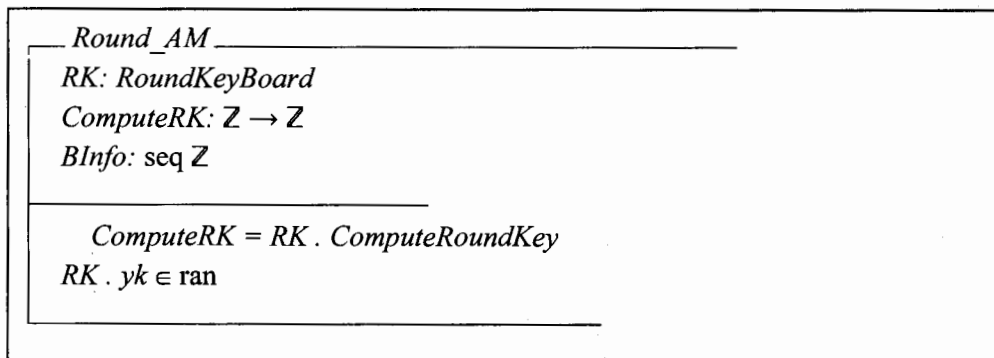 Round_AM
RK: RoundKeyBoard
ComputeRK: ℤ → ℤ
BInfo: seq ℤ
ComputeRK = RK . ComputeRoundKey
RK . yk ∈ ran